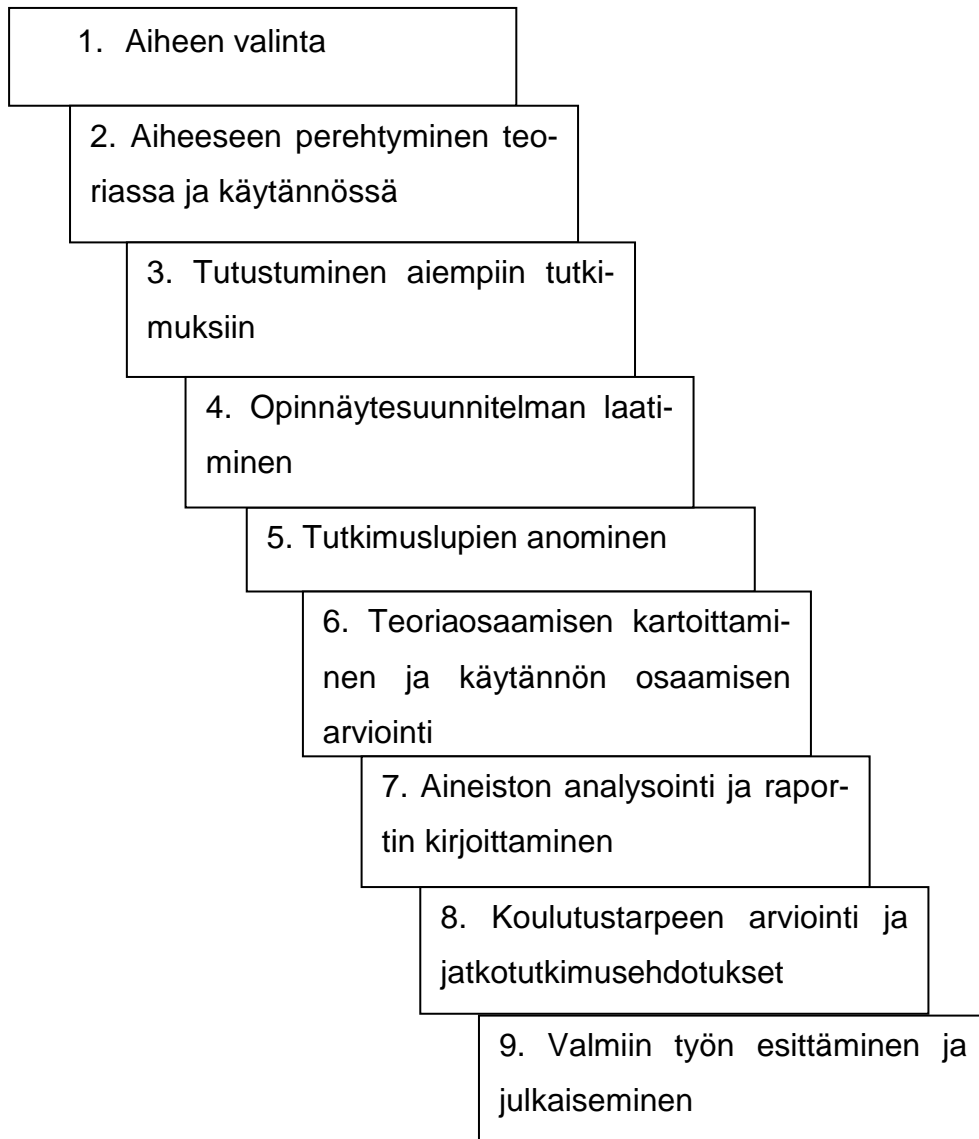 1. Aiheen valinta
2. Aiheeseen perehtyminen teo-
riassa ja käytännössä
3. Tutustuminen aiempiin tutki-
muksiin
4. Opinnäytesuunnitelman laati-
minen
5. Tutkimuslupien anominen
6. Teoriaosaamisen kartoittami-
nen ja käytännön osaamisen
arviointi
7. Aineiston analysointi ja rapor-
tin kirjoittaminen
8. Koulutustarpeen arviointi ja
jatkotutkimusehdotukset
9. Valmiin työn esittäminen ja
julkaiseminen